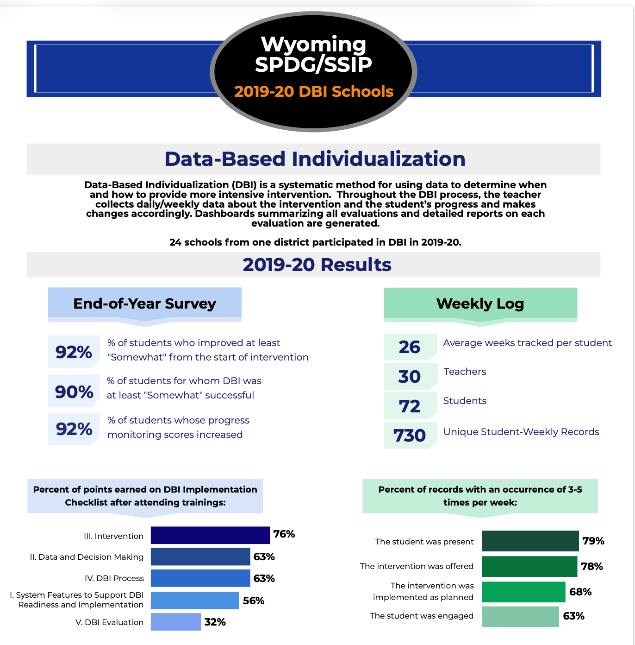 Wyoming
SPDG/SSIP
2019-20 DBI Schools
Data-Based Individualization
Data-Based Individualization (DBI) is a systematic method for using data to determine when
and how to provide more intensive intervention. Throughout the DBI process, the teacher
collects daily/weekly data about the intervention and the student's progress and makes
changes accordingly. Dashboards summarizing all evaluations and detailed reports on each
evaluation are generated.
24 schools from one district participated in DBI in 2019-20.
2019-20 Results
End-of-Year Survey
92%
% of students who improved at least
"Somewhat" from the start of intervention
90%
% of students for whom DBI was
at least "Somewhat" successful
92%
% of students whose progress
monitoring scores increased
Weekly Log
26
Average weeks tracked per student
30
Teachers
72
Students
730
Unique Student-Weekly Records
Percent of points earned on DBI Implementation
Checklist after attending trainings:
III. Intervention
76%
II. Data and Decision Making
63%
IV. DBI Process
63%
I. System Features to Support DBI
Readiness and Implementation
56%
V. DBI Evaluation
32%
Percent of records with an occurrence of 3-5
times per week:
The student was present
79%
The intervention was offered
78%
The intervention was
implemented as planned
68%
The student was engaged
63%